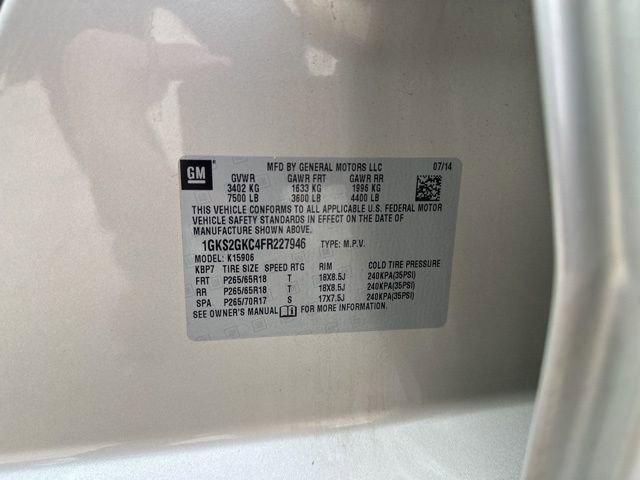 GM ® MFD BY GENERAL MOTORS LLC 07/14
GVWR GAWR FRT GAWR RR
3402 KG 1633 KG 1996 KG
7500 LB 3600 LB 4400 LB
THIS VEHICLE CONFORMS TO ALL APPLICABLE U.S. FEDERAL MOTOR
VEHICLE SAFETY STANDARDS IN EFFECT ON THE DATE OF
MANUFACTURE SHOWN ABOVE.
1GKS2GKC4FR227946 TYPE: M.P.V.
MODEL: K15906
KBP7 TIRE SIZE SPEED RTG RIM COLD TIRE PRESSURE
FRT P265/65R18 T 18X8.5J 240KPA(35PSI)
RR P265/65R18 T 18X8.5J 240KPA(35PSI)
SPA P265/70R17 S 17X7.5J 240KPA(35PSI)
SEE OWNER'S MANUAL FOR MORE INFORMATION.